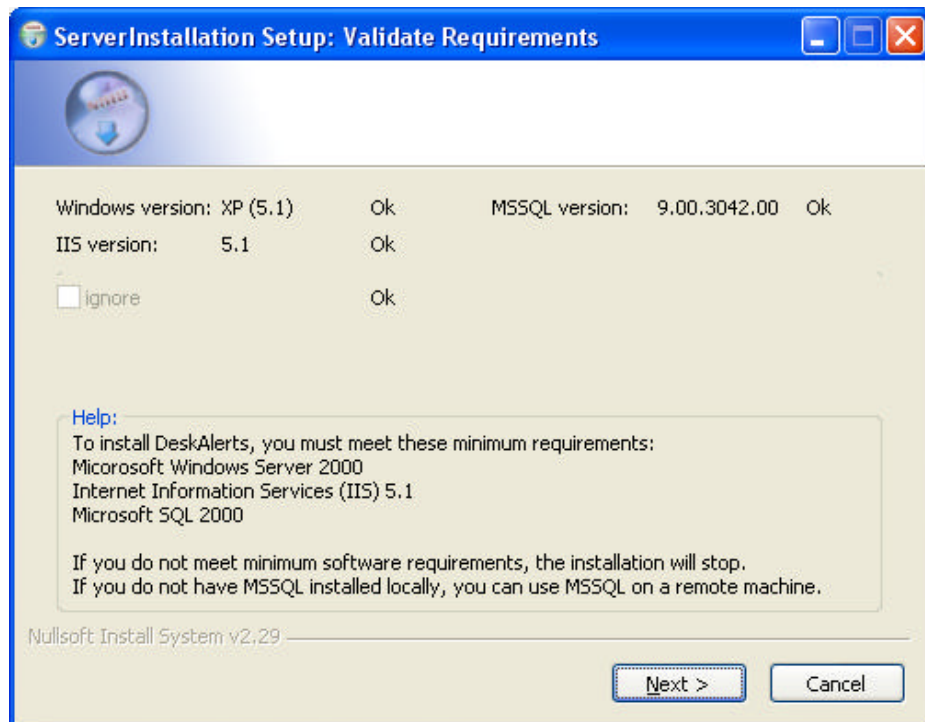 ServerInstallation Setup: Validate Requirements
Windows version: XP (5.1) Ok MSSQL version: 9.00.3042.00 Ok
IIS version: 5.1 Ok
ignore Ok
Help:
To install DeskAlerts, you must meet these minimum requirements:
Micorosoft Windows Server 2000
Internet Information Services (IIS) 5.1
Microsoft SQL 2000
If you do not meet minimum software requirements, the installation will stop.
If you do not have MSSQL installed locally, you can use MSSQL on a remote machine.
Nullsoft Install System v2.29
Next > Cancel